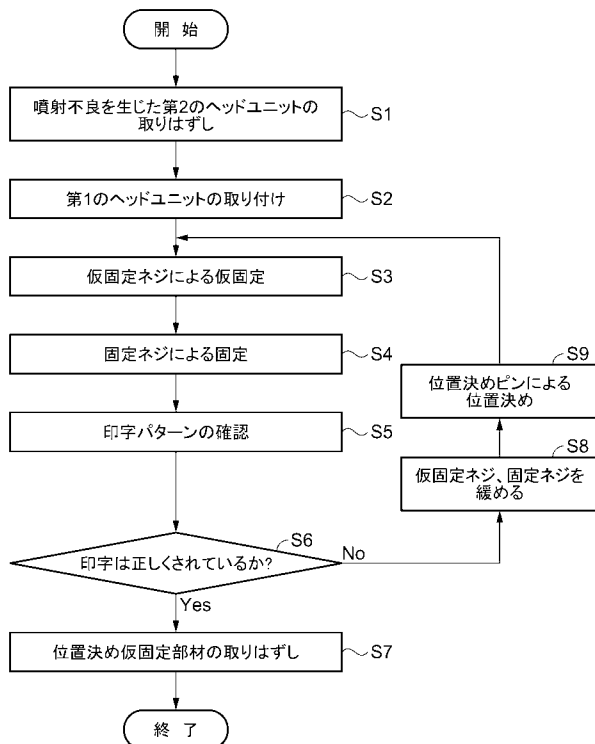 開 始
噴射不良を生じた第2のヘッドユニットの
取りはずし
S1
第1のヘッドユニットの取り付け
S2
仮固定ネジによる仮固定
S3
固定ネジによる固定
S4
印字パターンの確認
S5
印字は正しくされているか?
S6
No
Yes
位置決め仮固定部材の取りはずし
S7
仮固定ネジ、固定ネジを
緩める
S8
位置決めピンによる
位置決め
S9
終 了